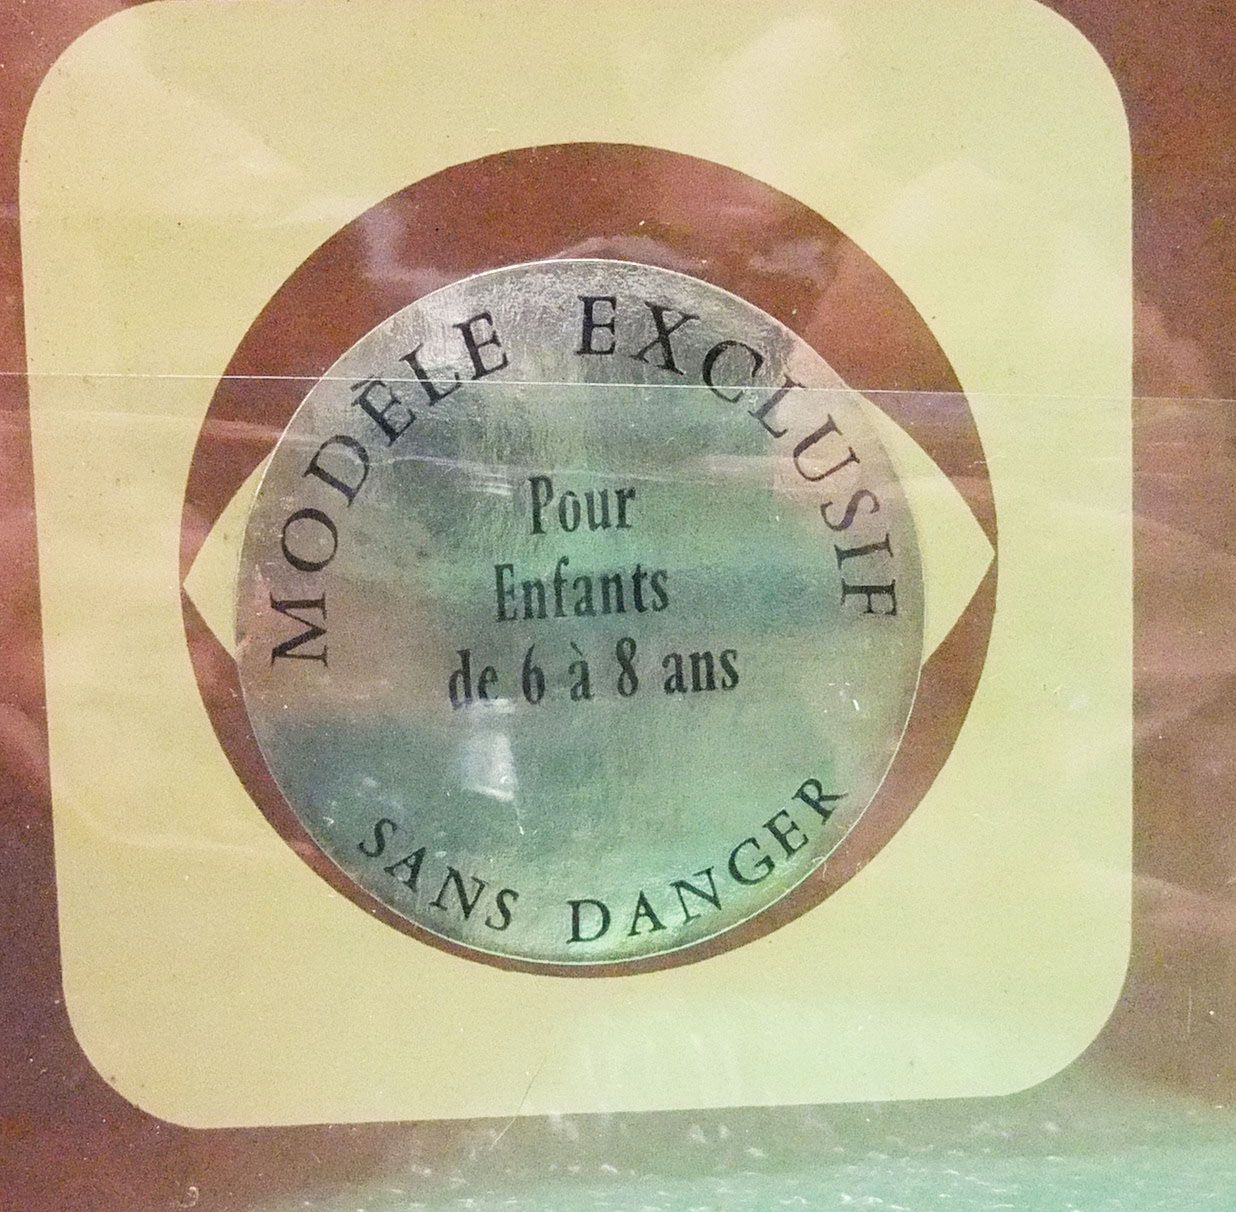 MODÈLE EXCLUSIF
Pour
Enfants
de 6 à 8 ans
SANS DANGER